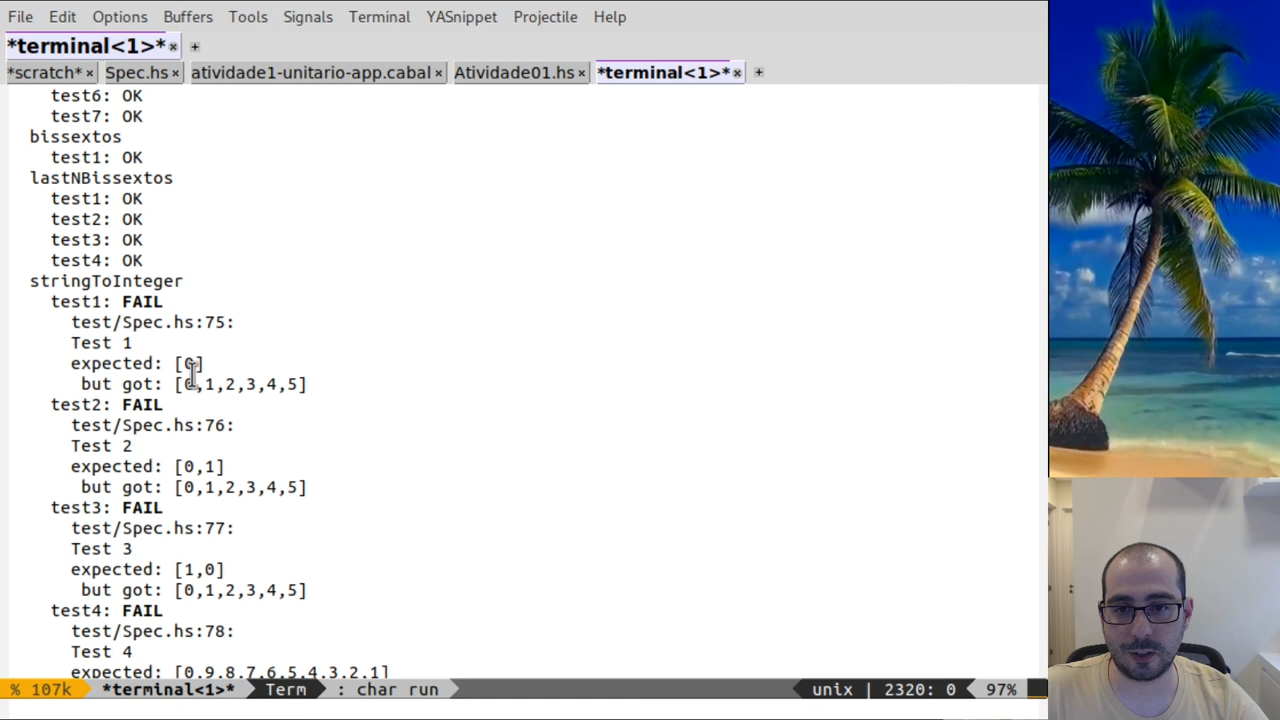 File Edit Options Buffers Tools Signals Terminal YASnippet Projectile Help
*terminal<1>* × +
*scratch* × Spec.hs × atividade1-unitario-app.cabal × Atividade01.hs × *terminal<1>* × +
test6: OK
test7: OK
bissextos
test1: OK
lastNBissextos
test1: OK
test2: OK
test3: OK
test4: OK
stringToInteger
test1: FAIL
test/Spec.hs:75:
Test 1
expected: [0]
but got: [0,1,2,3,4,5]
test2: FAIL
test/Spec.hs:76:
Test 2
expected: [0,1]
but got: [0,1,2,3,4,5]
test3: FAIL
test/Spec.hs:77:
Test 3
expected: [1,0]
but got: [0,1,2,3,4,5]
test4: FAIL
test/Spec.hs:78:
Test 4
expected: [0,9,8,7,6,5,4,3,2,1]
% 107k *terminal<1>* Term : char run unix | 2320: 0 97%